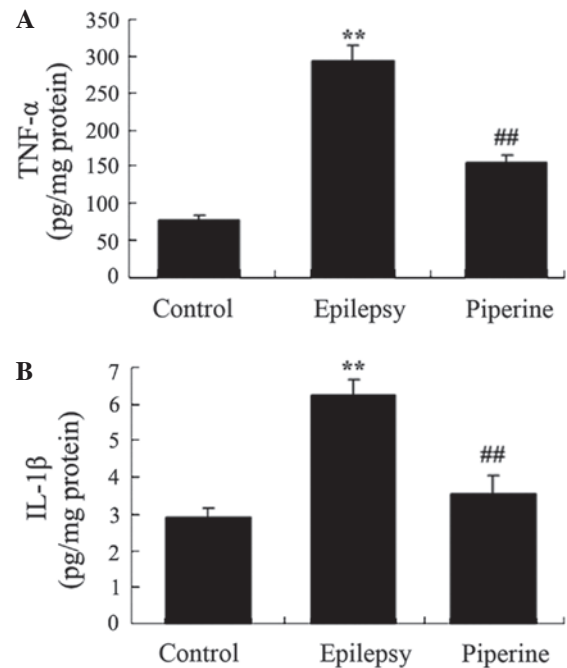 A
TNF-α
(pg/mg protein)
350
300
250
200
150
100
50
0
**
##
Control Epilepsy Piperine
B
IL-1β
(pg/mg protein)
7
6
5
4
3
2
1
0
**
##
Control Epilepsy Piperine